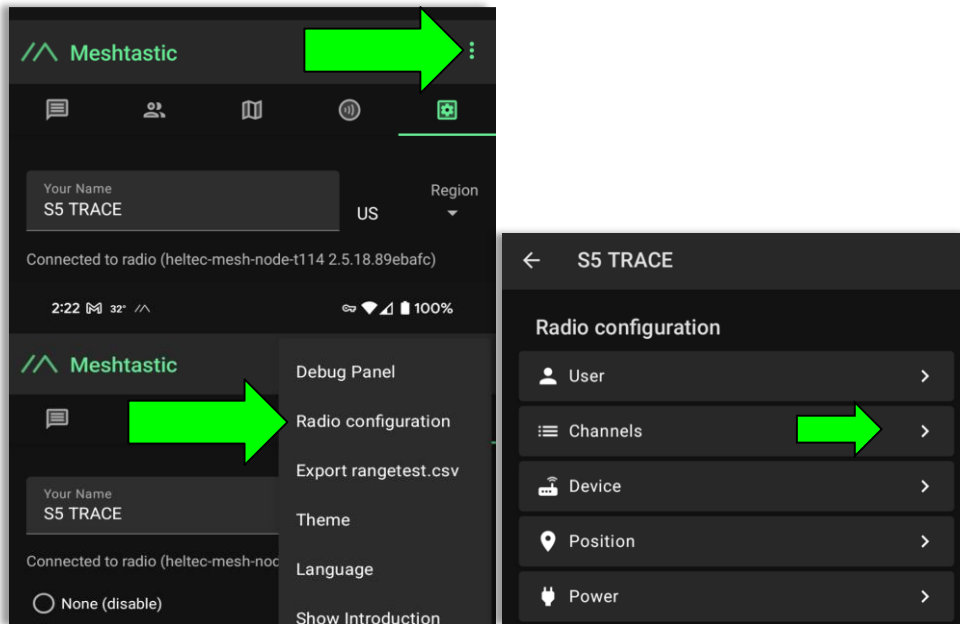 Meshtastic
Your Name
S5 TRACE
US
Region
Connected to radio (heltec-mesh-node-t114 2.5.18.89ebafc)
2:22 32° 100%
Meshtastic
Your Name
S5 TRACE
Connected to radio (heltec-mesh-nod
None (disable)
Debug Panel
Radio configuration
Export rangetest.csv
Theme
Language
Show Introduction
S5 TRACE
Radio configuration
User
Channels
Device
Position
Power